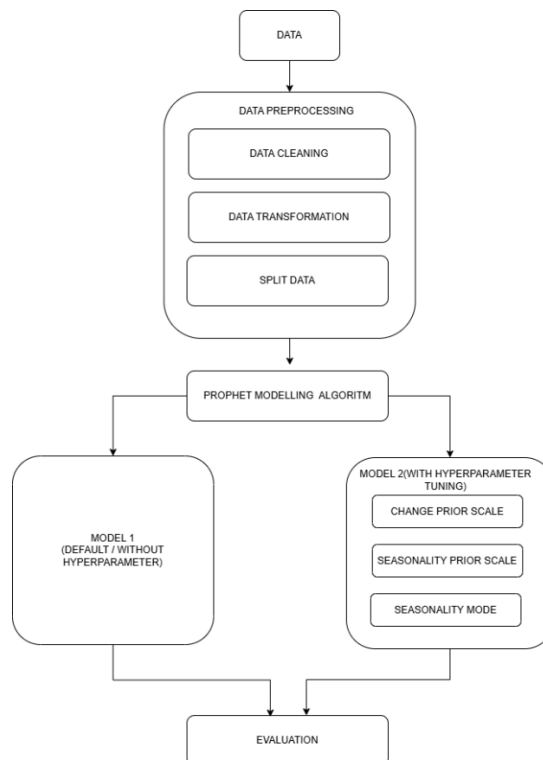 DATA
DATA PREPROCESSING
DATA CLEANING
DATA TRANSFORMATION
SPLIT DATA
PROPHET MODELLING ALGORITM
MODEL 1
(DEFAULT / WITHOUT
HYPERPARAMETER)
MODEL 2(WITH HYPERPARAMETER
TUNING)
CHANGE PRIOR SCALE
SEASONALITY PRIOR SCALE
SEASONALITY MODE
EVALUATION